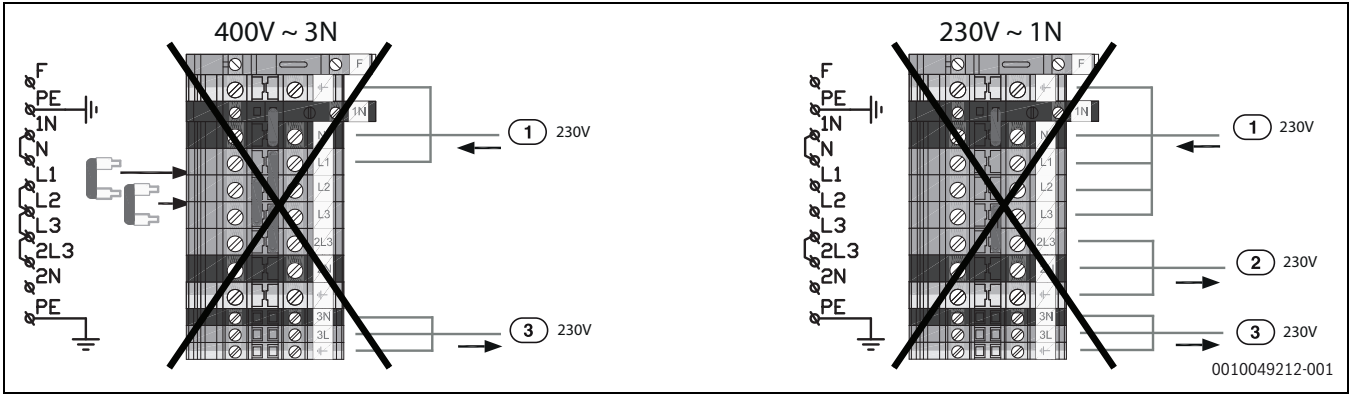 400V ~ 3N
F
PE
1N
N
L1
L2
L3
2L3
2N
PE
F
1N
N
L1
L2
L3
2L3
3N
3L
1 230V
3 230V
230V ~ 1N
F
PE
1N
N
L1
L2
L3
2L3
2N
PE
F
1N
N
L1
L2
L3
2L3
3N
3L
1 230V
2 230V
3 230V
0010049212-001